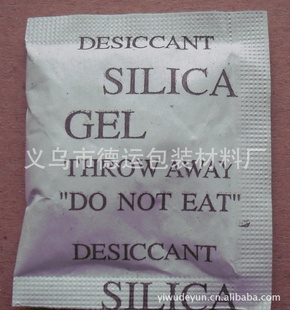 DESICCANT
SILICA
GEL
义乌市德运包装材料厂
THROW AWAY
"DO NOT EAT"
DESICCANT
SILICA
yiwudeyun.cn.alibaba.com